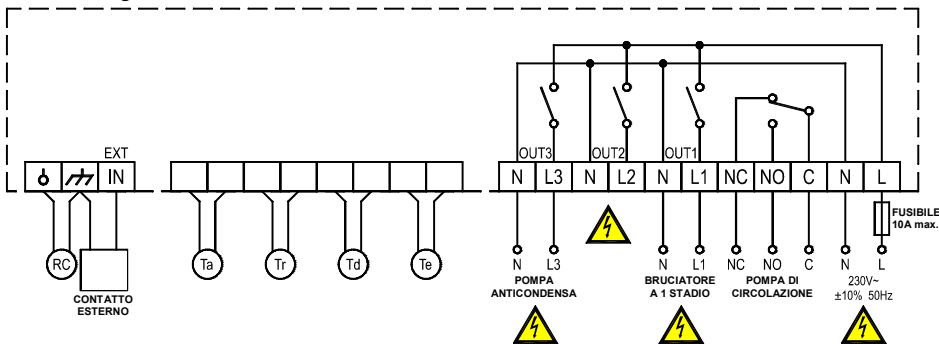 EXT
IN
OUT3
OUT2
OUT1
N L3 N L2 N L1 NC NO C N L
FUSIBILE
10A max.
RC
Ta
Tr
Td
Te
CONTATTO
ESTERNO
N L3
POMPA
ANTICONDENSA
N L1
BRUCIATORE
A 1 STADIO
NC NO C
POMPA DI
CIRCOLAZIONE
N L
230V~
±10% 50Hz